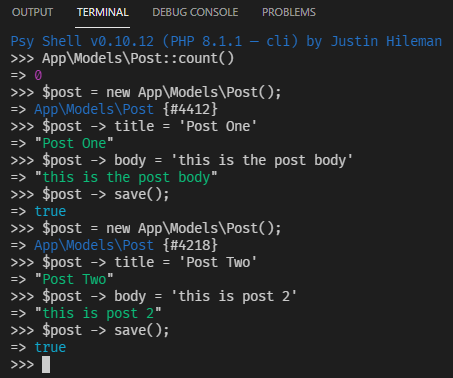 OUTPUT TERMINAL DEBUG CONSOLE PROBLEMS
Psy Shell v0.10.12 (PHP 8.1.1 — cli) by Justin Hileman
>>> App\Models\Post::count()
=> 0
>>> $post = new App\Models\Post();
=> App\Models\Post {#4412}
>>> $post -> title = 'Post One'
=> "Post One"
>>> $post -> body = 'this is the post body'
=> "this is the post body"
>>> $post -> save();
=> true
>>> $post = new App\Models\Post();
=> App\Models\Post {#4218}
>>> $post -> title = 'Post Two'
=> "Post Two"
>>> $post -> body = 'this is post 2'
=> "this is post 2"
>>> $post -> save();
=> true
>>>